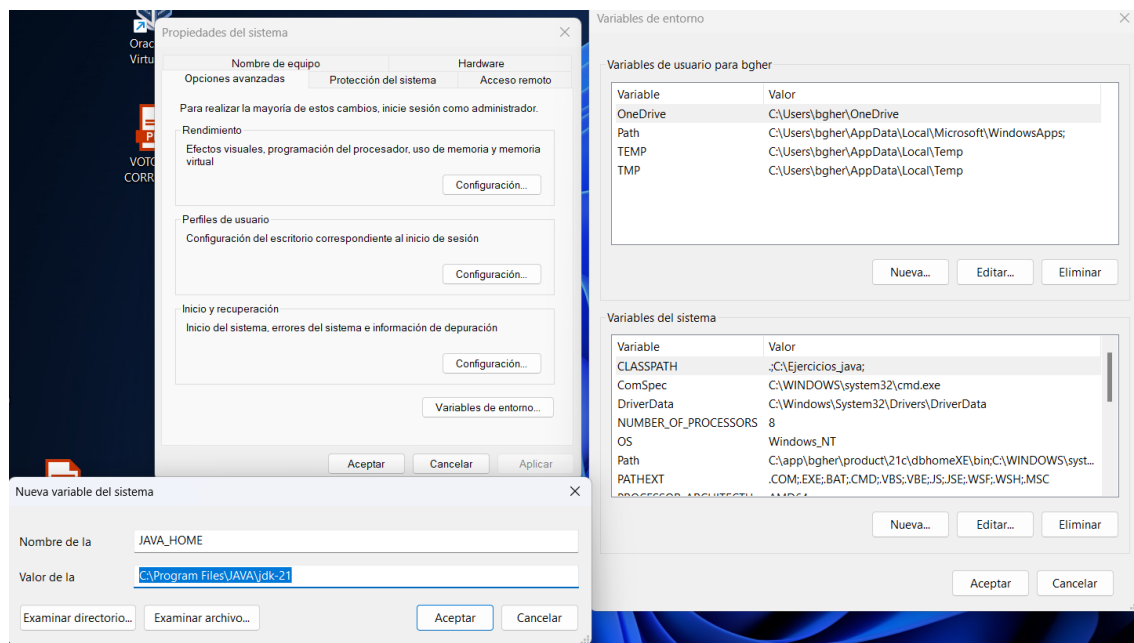 Orac
Virtu
VOTO
CORR
Propiedades del sistema
Nombre de equipo Hardware
Opciones avanzadas Protección del sistema Acceso remoto
Para realizar la mayoría de estos cambios, inicie sesión como administrador.
Rendimiento
Efectos visuales, programación del procesador, uso de memoria y memoria
virtual
Configuración...
Perfiles de usuario
Configuración del escritorio correspondiente al inicio de sesión
Configuración...
Inicio y recuperación
Inicio del sistema, errores del sistema e información de depuración
Configuración...
Variables de entorno...
Aceptar Cancelar Aplicar
Nueva variable del sistema
Nombre de la JAVA_HOME
Valor de la C:\Program Files\JAVA\jdk-21
Examinar directorio... Examinar archivo... Aceptar Cancelar
Variables de entorno
Variables de usuario para bgher
Variable Valor
OneDrive C:\Users\bgher\OneDrive
Path C:\Users\bgher\AppData\Local\Microsoft\WindowsApps;
TEMP C:\Users\bgher\AppData\Local\Temp
TMP C:\Users\bgher\AppData\Local\Temp
Nueva... Editar... Eliminar
Variables del sistema
Variable Valor
CLASSPATH .;C:\Ejercicios_java;
ComSpec C:\WINDOWS\system32\cmd.exe
DriverData C:\Windows\System32\Drivers\DriverData
NUMBER_OF_PROCESSORS 8
OS Windows_NT
Path C:\app\bgher\product\21c\dbhomeXE\bin;C:\WINDOWS\syst...
PATHEXT .COM;.EXE;.BAT;.CMD;.VBS;.VBE;.JS;.JSE;.WSF;.WSH;.MSC
Nueva... Editar... Eliminar
Aceptar Cancelar